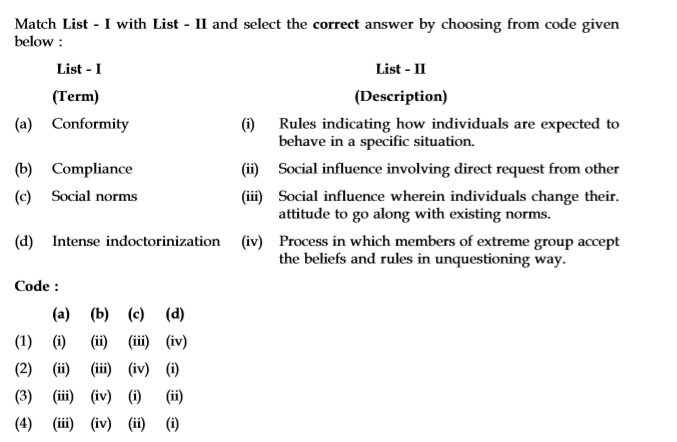 Match List - I with List - II and select the correct answer by choosing from code given
below :
List - I List - II
(Term) (Description)
(a) Conformity (i) Rules indicating how individuals are expected to
behave in a specific situation.
(b) Compliance (ii) Social influence involving direct request from other
(c) Social norms (iii) Social influence wherein individuals change their.
attitude to go along with existing norms.
(d) Intense indoctorinization (iv) Process in which members of extreme group accept
the beliefs and rules in unquestioning way.
Code :
(a) (b) (c) (d)
(1) (i) (ii) (iii) (iv)
(2) (ii) (iii) (iv) (i)
(3) (iii) (iv) (i) (ii)
(4) (iii) (iv) (ii) (i)